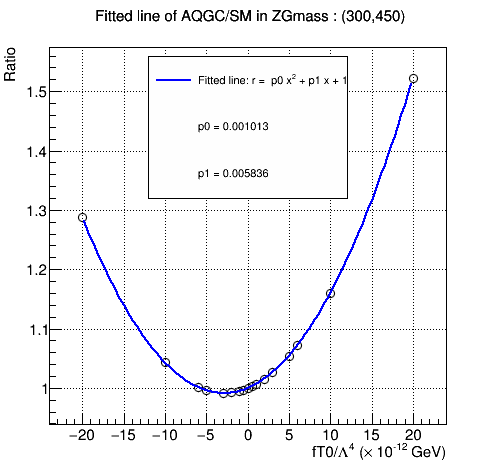 Fitted line of AQGC/SM in ZGmass : (300,450)
Ratio
Fitted line: r = p0 x² + p1 x + 1
p0 = 0.001013
p1 = 0.005836
1.5
1.4
1.3
1.2
1.1
1
−20 −15 −10 −5 0 5 10 15 20
fT0/Λ⁴ (× 10⁻¹² GeV)